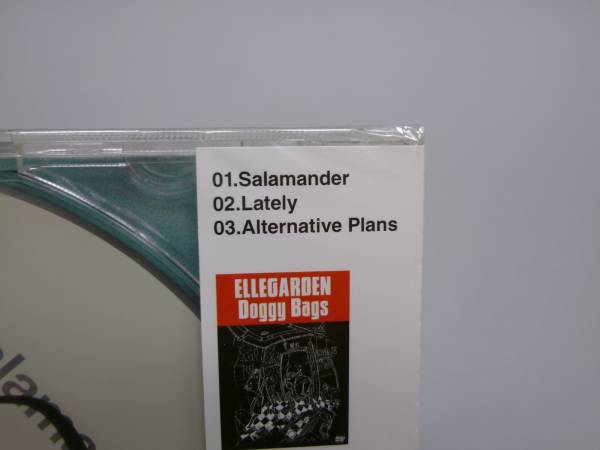 01.Salamander
02.Lately
03.Alternative Plans
ELLEGARDEN
Doggy Bags